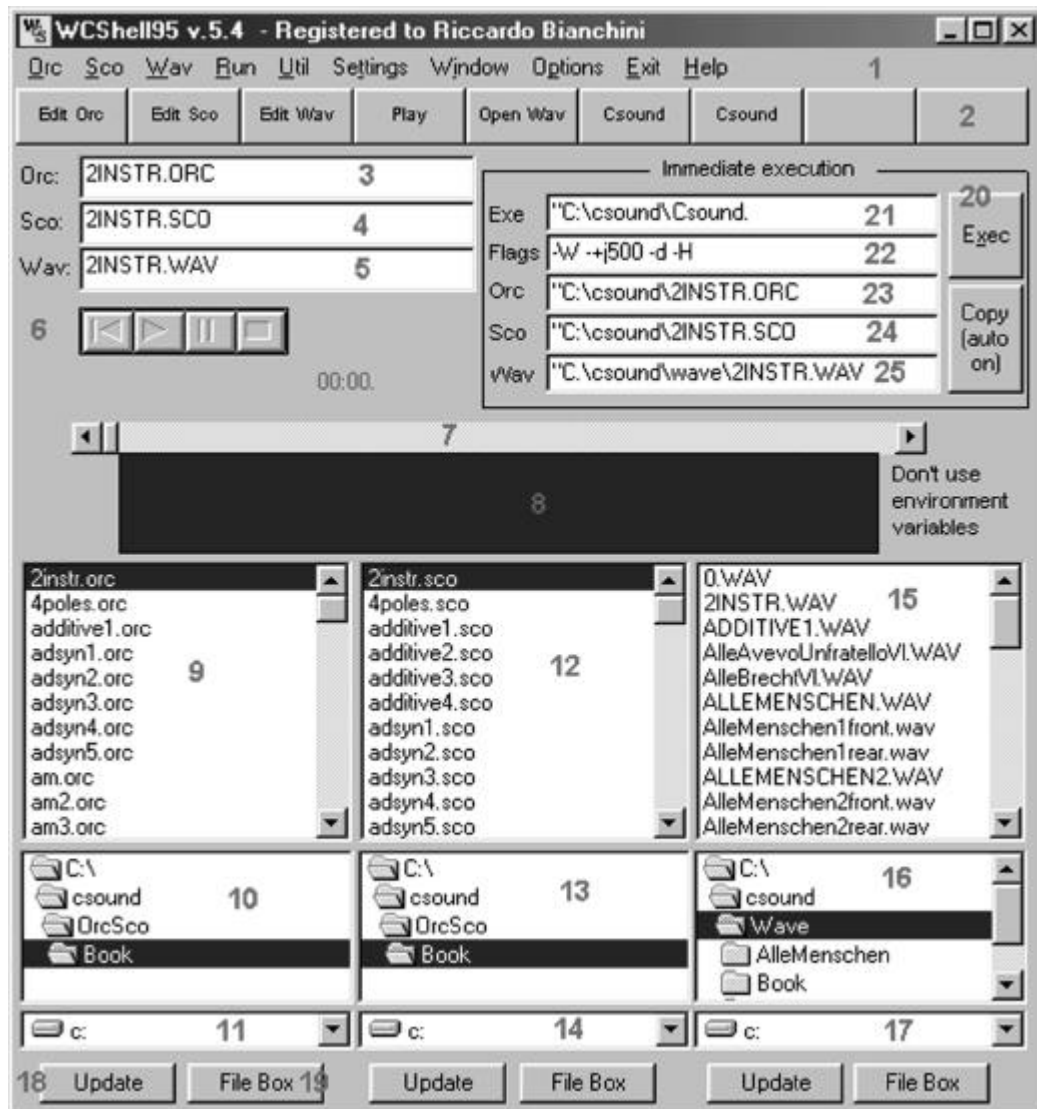 WCShell95 v.5.4 - Registered to Riccardo Bianchini
Orc Sco Wav Run Util Settings Window Options Exit Help 1
Edit Orc Edit Sco Edit Wav Play Open Wav Csound Csound 2
Orc: 2INSTR.ORC 3
Sco: 2INSTR.SCO 4
Wav: 2INSTR.WAV 5
6
00:00.
Immediate execution
Exe "C:\csound\Csound. 21
Flags -W -+j500 -d -H 22
Orc "C:\csound\2INSTR.ORC 23
Sco "C:\csound\2INSTR.SCO 24
Wav "C.\csound\wave\2INSTR.WAV 25
20
Exec
Copy
(auto
on)
7
8
Don't use
environment
variables
2instr.orc
4poles.orc
additive1.orc
adsyn1.orc
adsyn2.orc 9
adsyn3.orc
adsyn4.orc
adsyn5.orc
am.orc
am2.orc
am3.orc
2instr.sco
4poles.sco
additive1.sco
additive2.sco
additive3.sco 12
additive4.sco
adsyn1.sco
adsyn2.sco
adsyn3.sco
adsyn4.sco
adsyn5.sco
0.WAV
2INSTR.WAV 15
ADDITIVE1.WAV
AlleAvevoUnfratelloVI.WAV
AlleBrechtVI.WAV
ALLEMENSCHEN.WAV
AlleMenschen1front.wav
AlleMenschen1rear.wav
ALLEMENSCHEN2.WAV
AlleMenschen2front.wav
AlleMenschen2rear.wav
C:\
csound 10
OrcSco
Book
C:\
csound 13
OrcSco
Book
C:\
csound 16
Wave
AlleMenschen
Book
c: 11
c: 14
c: 17
18 Update File Box 19 Update File Box Update File Box